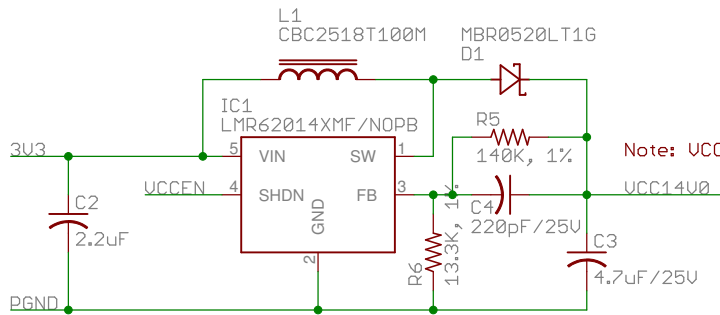 L1
CBC2518T100M
MBR0520LT1G
D1
IC1
LMR62014XMF/NOPB
R5
140K, 1%
Note: VCC
3V3
5
VIN
SW
1
VCCEN
4
SHDN
FB
3
GND
2
C2
2.2uF
C4
220pF/25V
VCC14V0
R6
13.3K, 1%
C3
4.7uF/25V
PGND